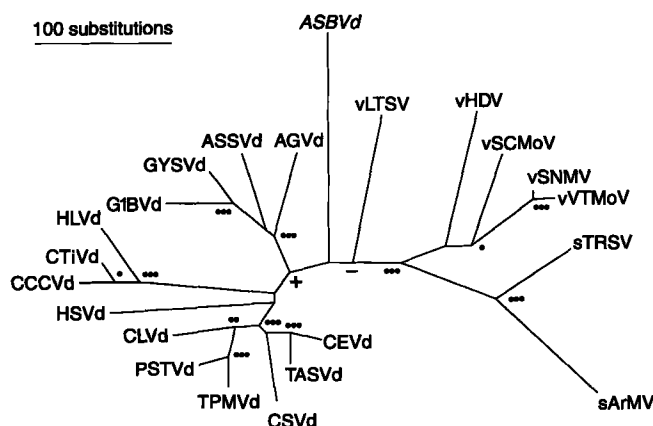 100 substitutions
ASBVd
vLTSV
vHDV
vSCMoV
vSNMV
vVTMoV
sTRSV
sArMV
AGVd
ASSVd
GYSVd
G1BVd
HLVd
CTiVd
CCCVd
HSVd
CLVd
PSTVd
TPMVd
CSVd
TASVd
CEVd
+
–